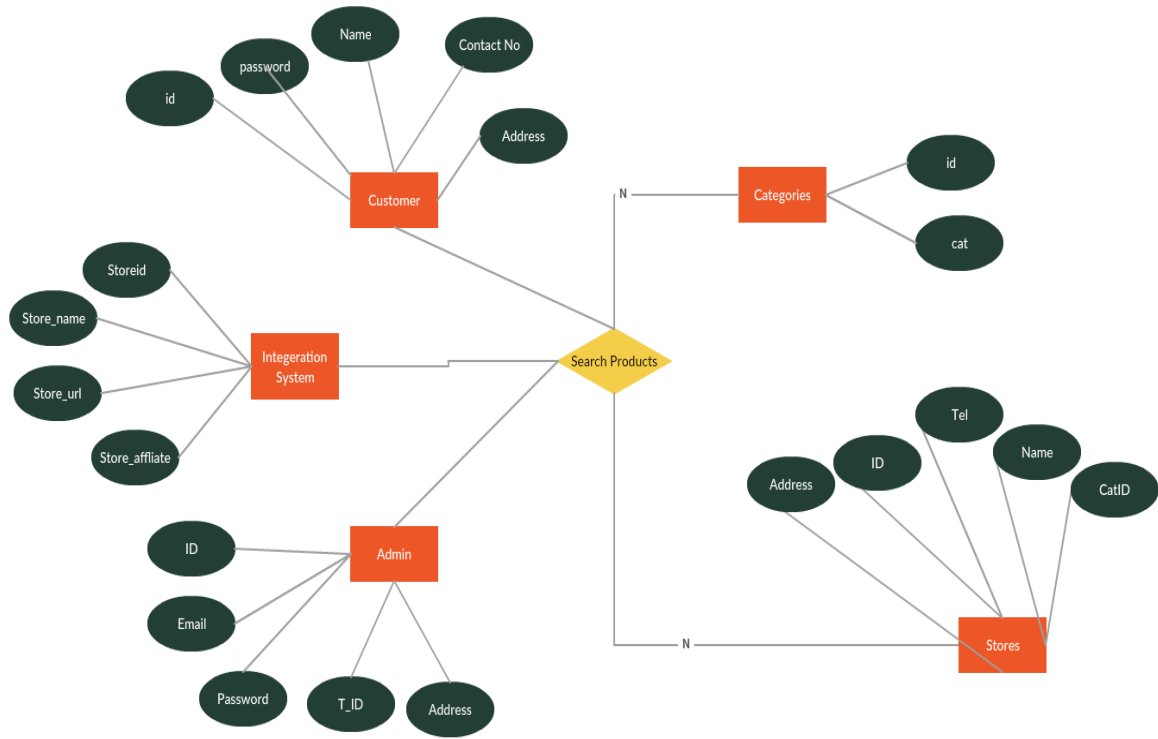 Name
Contact No
password
id
Address
Customer
id
Categories
N
cat
Storeid
Store_name
Integeration
System
Search Products
Store_url
Store_affliate
Tel
Name
ID
Address
CatID
ID
Admin
Email
Stores
N
Password
T_ID
Address